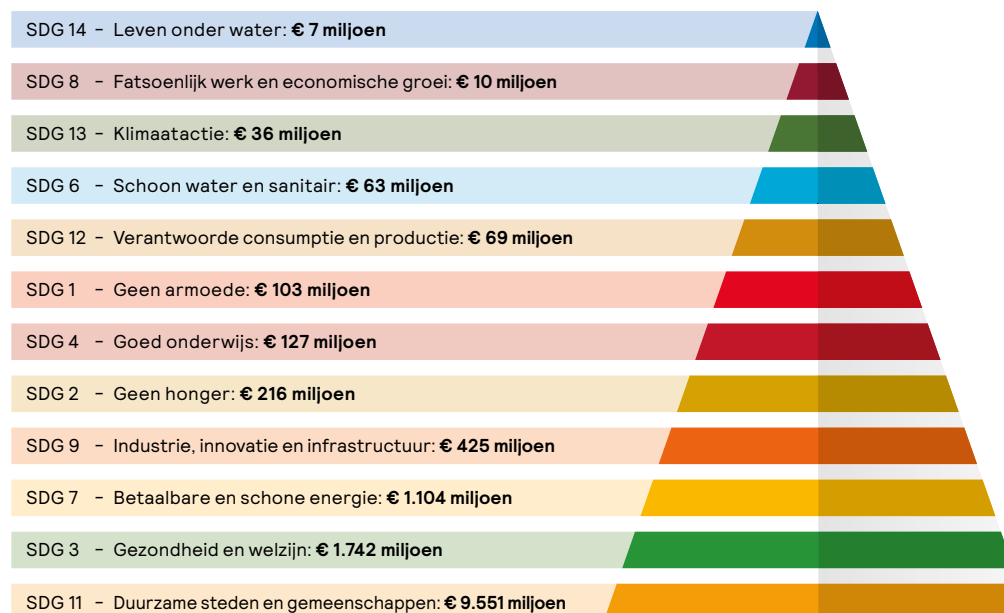 SDG 14 – Leven onder water: € 7 miljoen
SDG 8 – Fatsoenlijk werk en economische groei: € 10 miljoen
SDG 13 – Klimaatactie: € 36 miljoen
SDG 6 – Schoon water en sanitair: € 63 miljoen
SDG 12 – Verantwoorde consumptie en productie: € 69 miljoen
SDG 1 – Geen armoede: € 103 miljoen
SDG 4 – Goed onderwijs: € 127 miljoen
SDG 2 – Geen honger: € 216 miljoen
SDG 9 – Industrie, innovatie en infrastructuur: € 425 miljoen
SDG 7 – Betaalbare en schone energie: € 1.104 miljoen
SDG 3 – Gezondheid en welzijn: € 1.742 miljoen
SDG 11 – Duurzame steden en gemeenschappen: € 9.551 miljoen